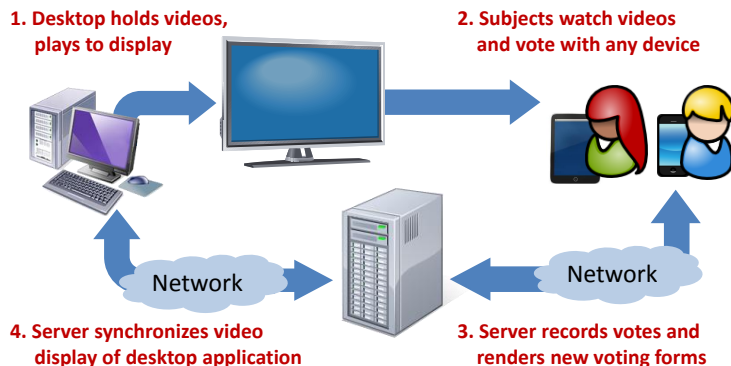 1. Desktop holds videos,
plays to display
2. Subjects watch videos
and vote with any device
Network
Network
4. Server synchronizes video
display of desktop application
3. Server records votes and
renders new voting forms